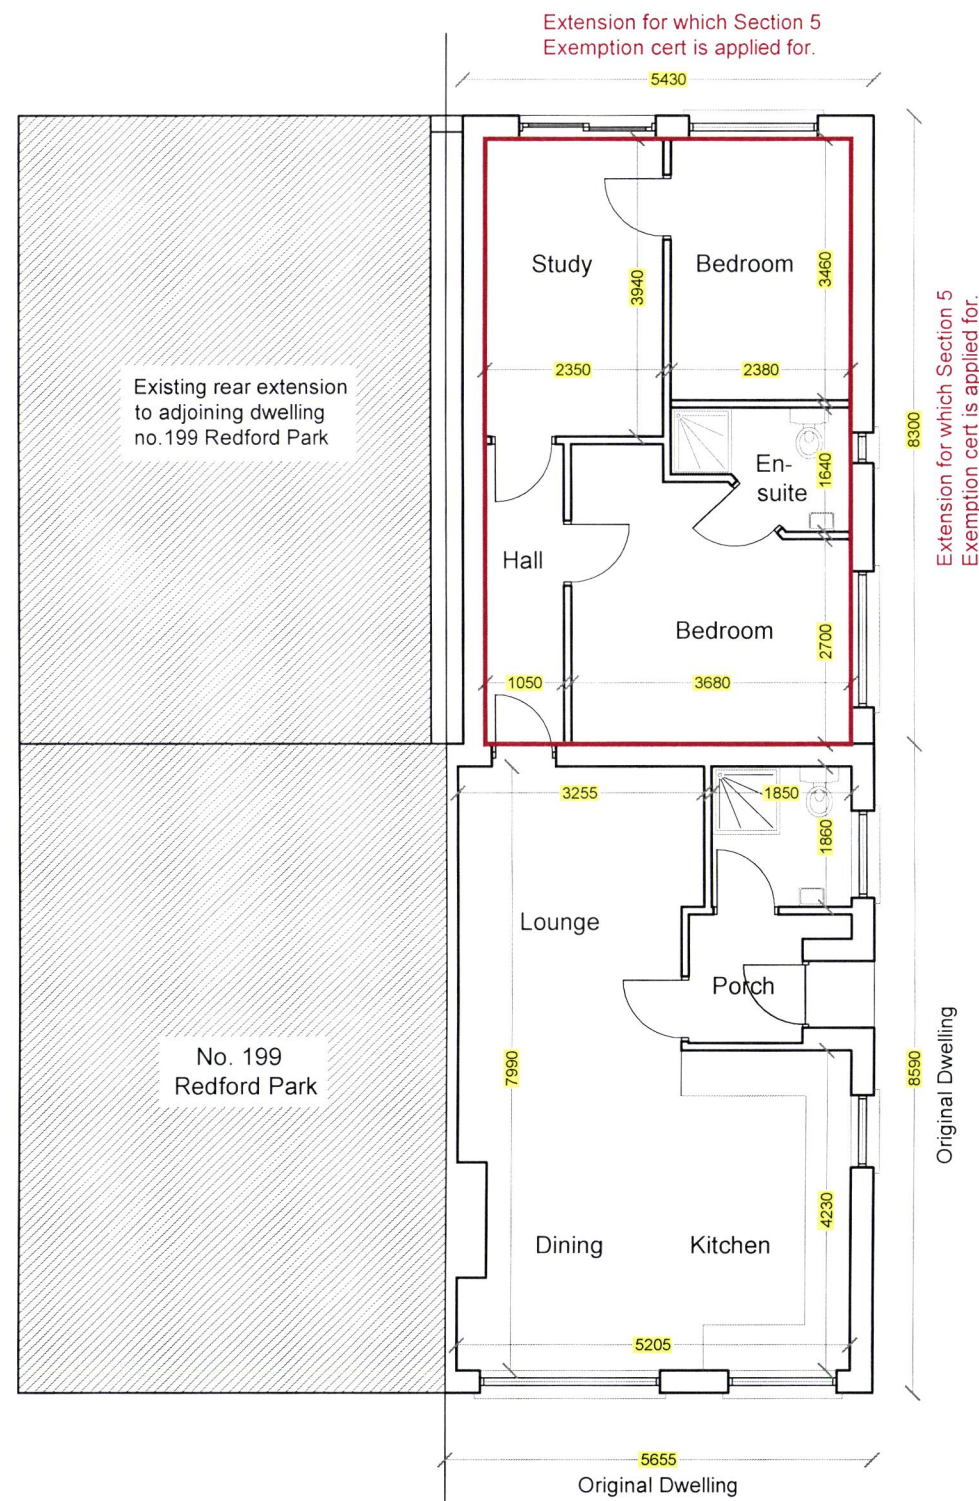 Extension for which Section 5
Exemption cert is applied for.
5430
Study
Bedroom
3940
3460
2350
2380
Existing rear extension
to adjoining dwelling
no.199 Redford Park
Extension for which Section 5
Exemption cert is applied for.
8300
En-
suite
1640
Hall
Bedroom
2700
1050
3680
3255
1850
1860
Lounge
Porch
No. 199
Redford Park
7990
8590
Original Dwelling
4230
Dining
Kitchen
5205
5655
Original Dwelling